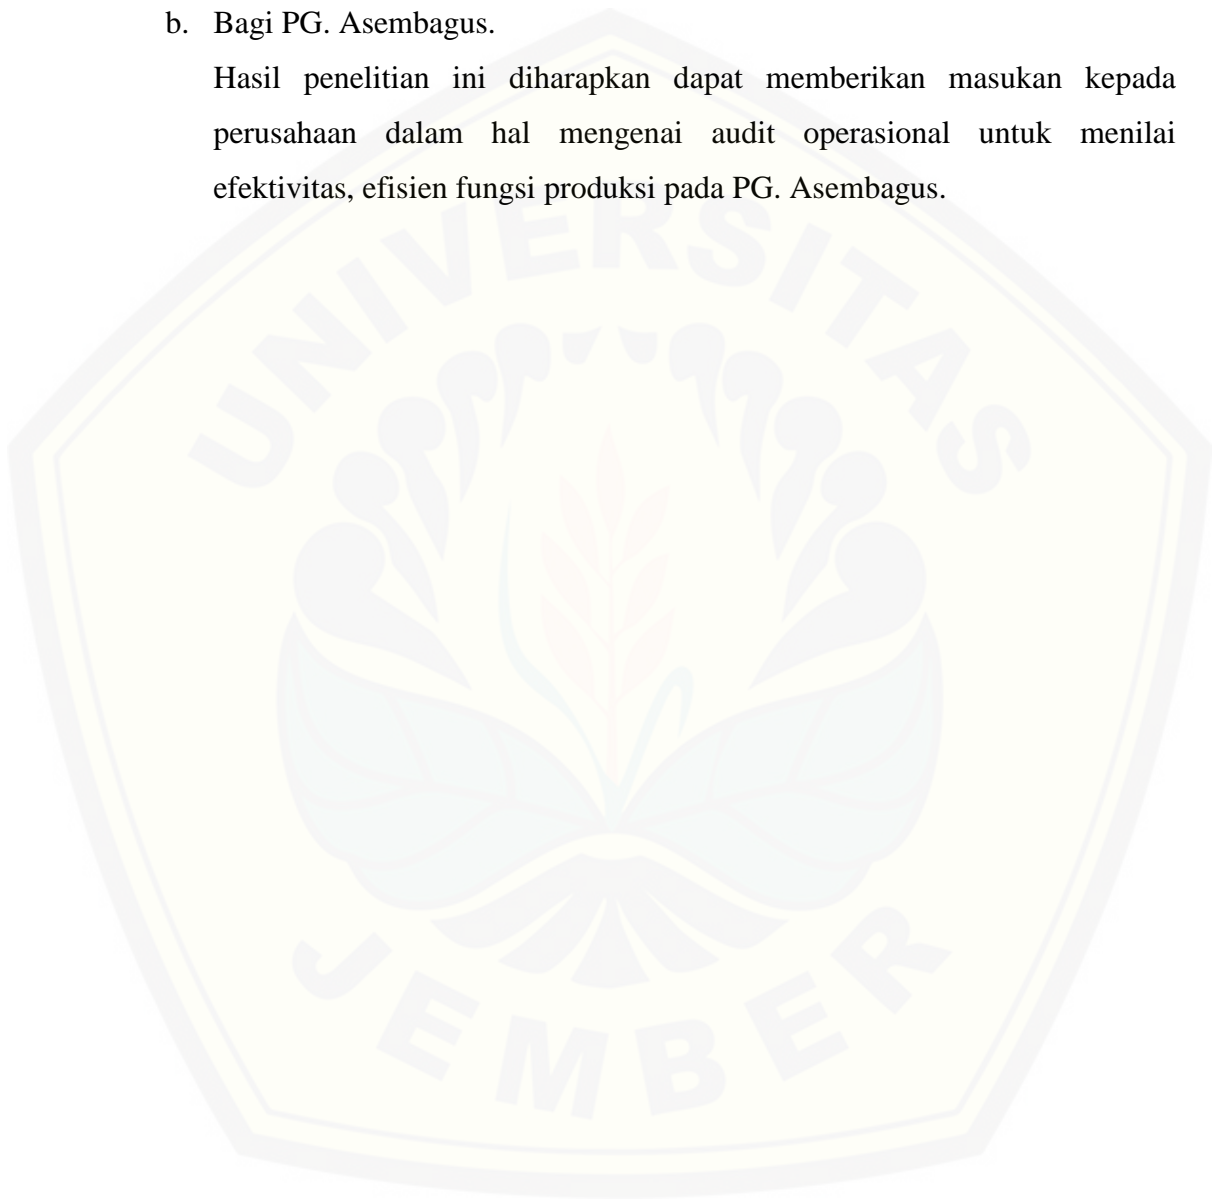 b. Bagi PG. Asembagus.
Hasil penelitian ini diharapkan dapat memberikan masukan kepada
perusahaan dalam hal mengenai audit operasional untuk menilai
efektivitas, efisien fungsi produksi pada PG. Asembagus.
UNIVERSITAS
JEMBER